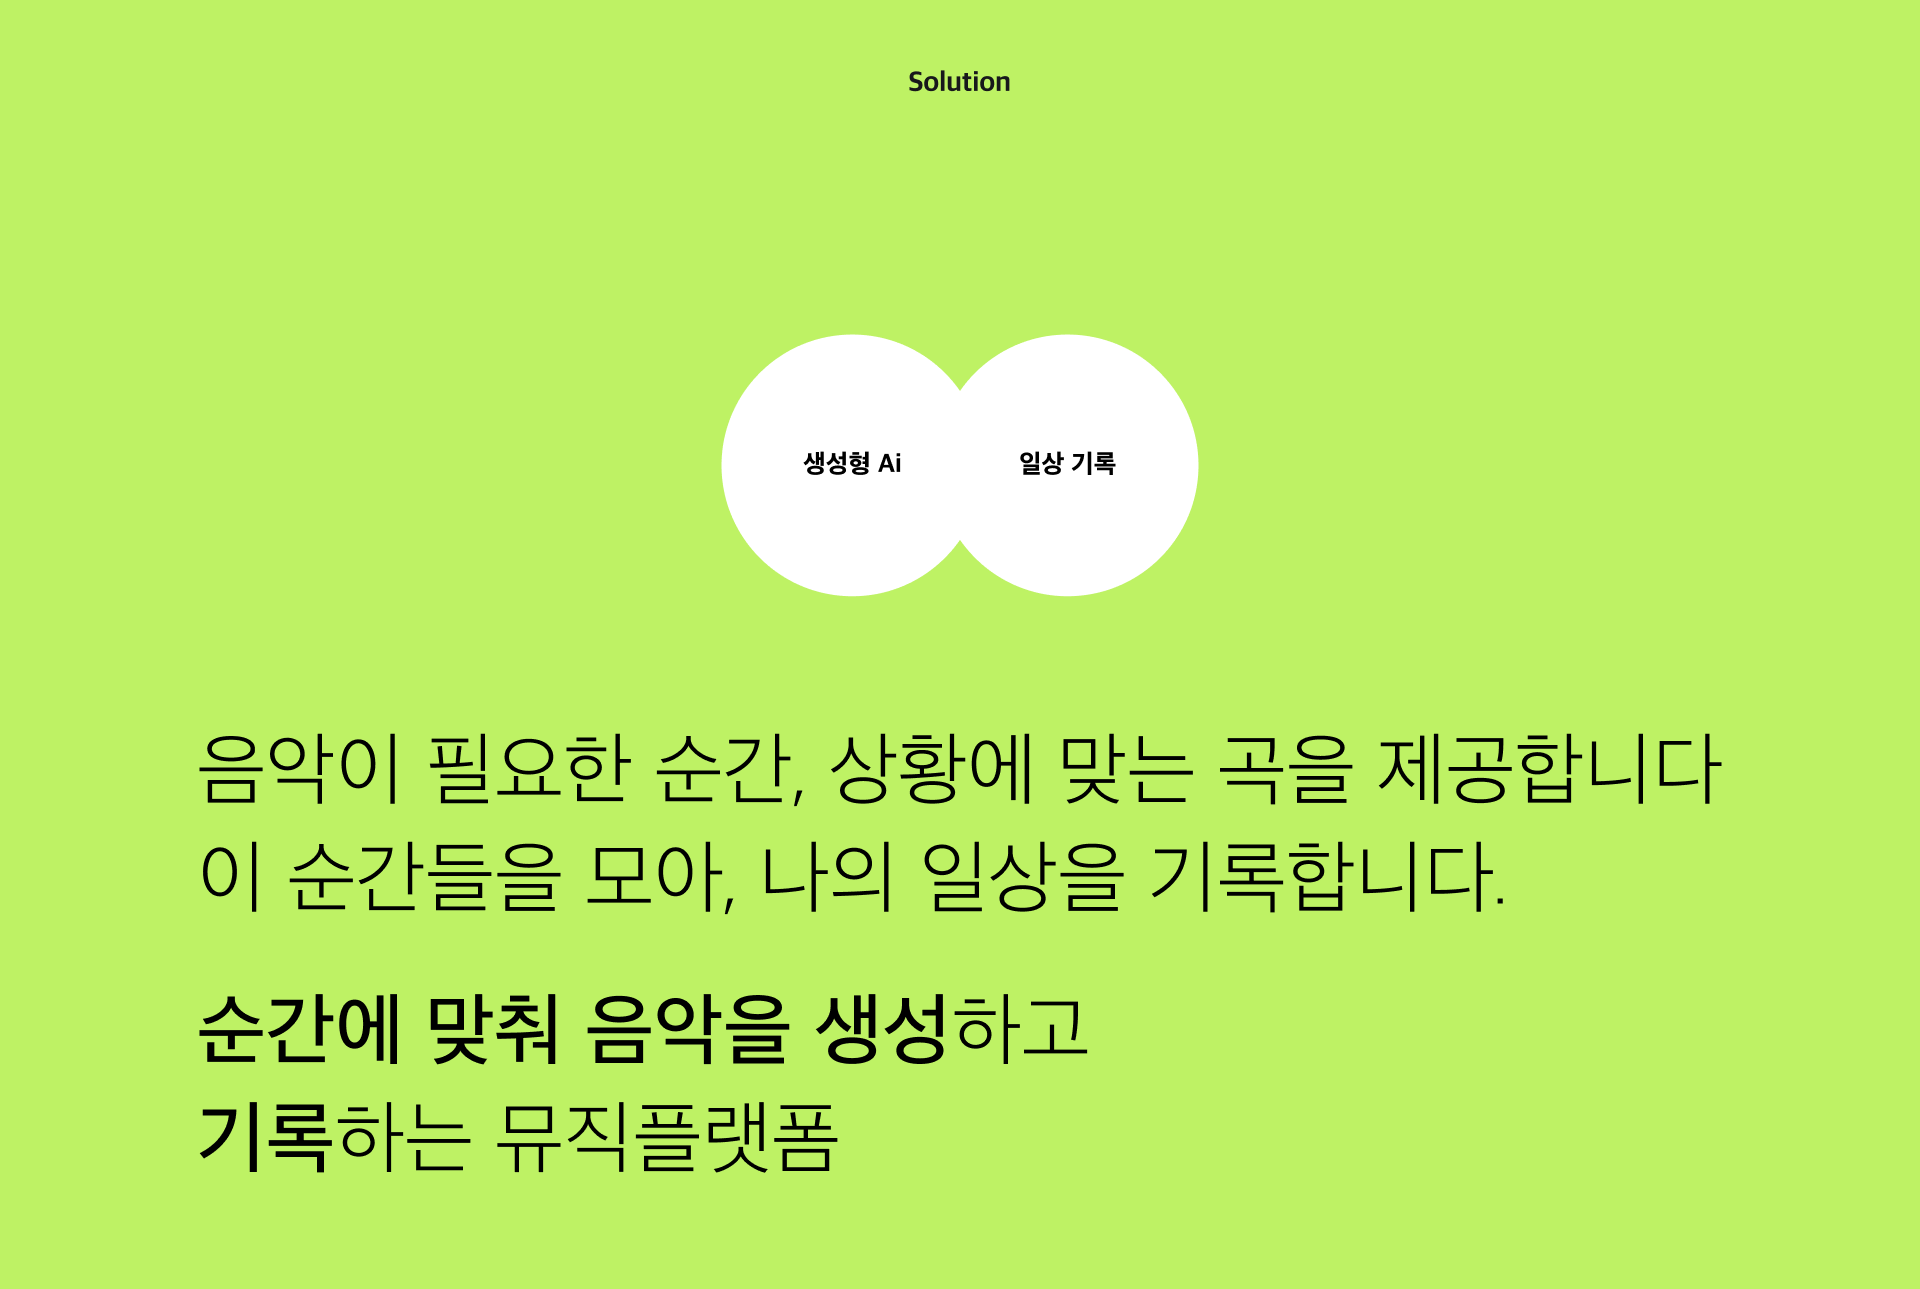 Solution
생성형 Ai
일상 기록
음악이 필요한 순간, 상황에 맞는 곡을 제공합니다
이 순간들을 모아, 나의 일상을 기록합니다.
순간에 맞춰 음악을 생성하고
기록하는 뮤직플랫폼